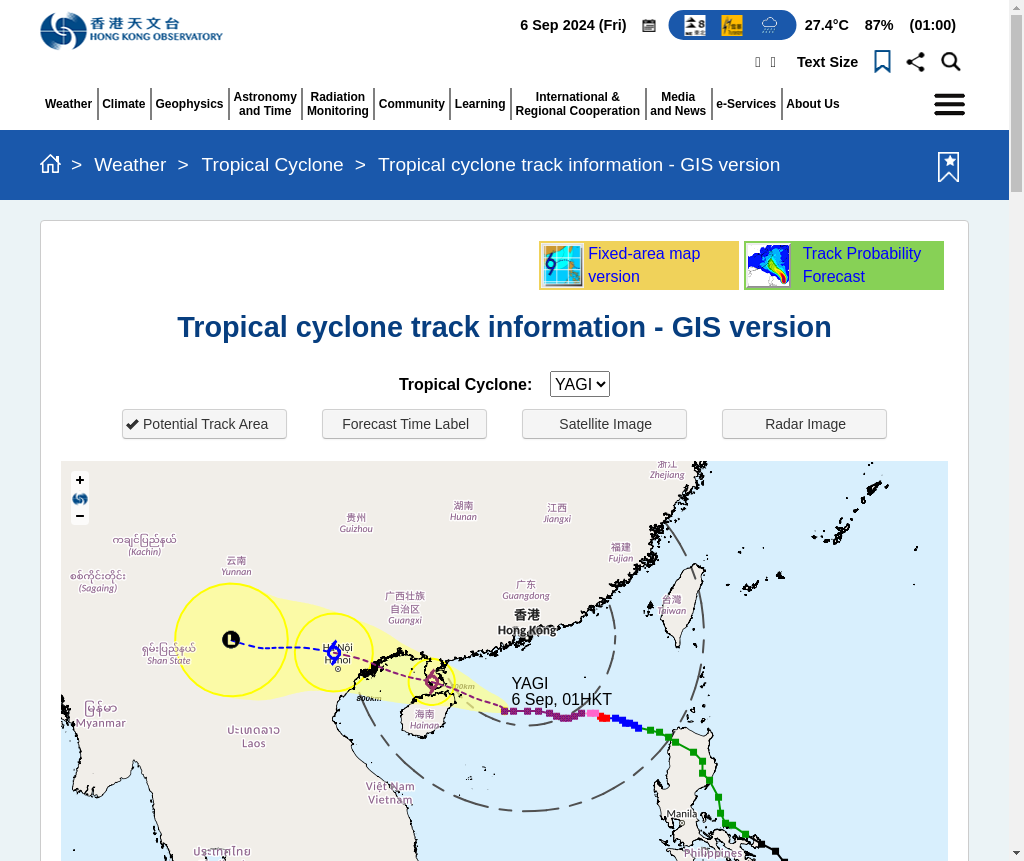 香港天文台
HONG KONG OBSERVATORY
6 Sep 2024 (Fri)
27.4°C 87% (01:00)
Text Size
Weather
Climate
Geophysics
Astronomy and Time
Radiation Monitoring
Community
Learning
International & Regional Cooperation
Media and News
e-Services
About Us
> Weather > Tropical Cyclone > Tropical cyclone track information - GIS version
Fixed-area map version
Track Probability Forecast
Tropical cyclone track information - GIS version
Tropical Cyclone: YAGI
Potential Track Area
Forecast Time Label
Satellite Image
Radar Image
+
−
浙江
Zhejiang
湖南
Hunan
江西
Jiangxi
贵州
Guizhou
ကချင်ပြည်နယ်
(Kachin)
福建
Fujian
云南
Yunnan
စစ်ကိုင်းတိုင်း
(Sagaing)
广东
Guangdong
广西壮族
自治区
Guangxi
台灣
Taiwan
香港
Hong Kong
L
Hà Nội
Hanoi
ရှမ်းပြည်နယ်
Shan State
YAGI
6 Sep, 01HKT
800km
海南
Hainan
မြန်မာ
Myanmar
ປະເທດລາວ
Laos
Việt Nam
Vietnam
Manila
ประเทศไทย
Philippines